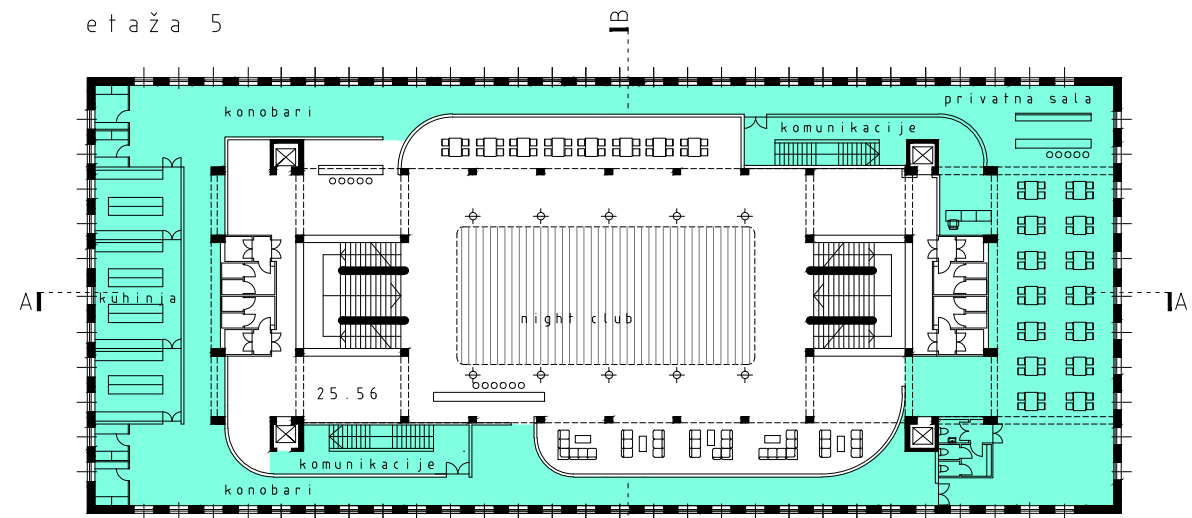 etaža 5
B
konobari
privatna sala
komunikacije
kuhinja
A
A
night club
25.56
komunikacije
konobari